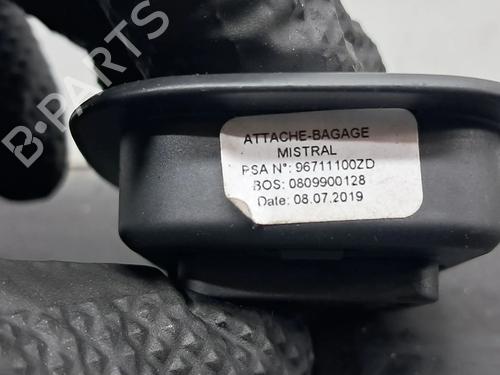 B-PARTS
ATTACHE-BAGAGE
MISTRAL
PSA N°: 96711100ZD
BOS: 0809900128
Date: 08.07.2019